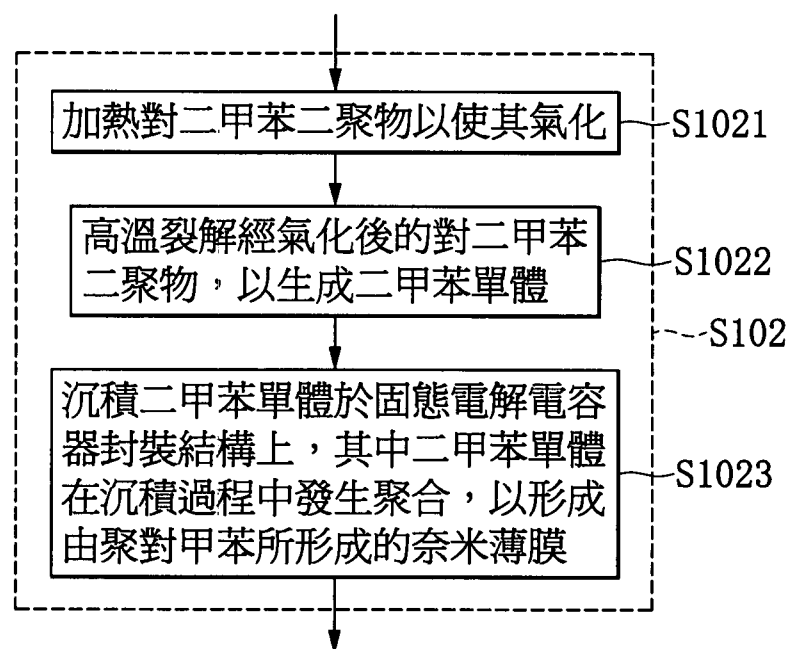 加熱對二甲苯二聚物以使其氣化
S1021
高溫裂解經氣化後的對二甲苯
二聚物，以生成二甲苯單體
S1022
S102
沉積二甲苯單體於固態電解電容
器封裝結構上，其中二甲苯單體
在沉積過程中發生聚合，以形成
由聚對甲苯所形成的奈米薄膜
S1023